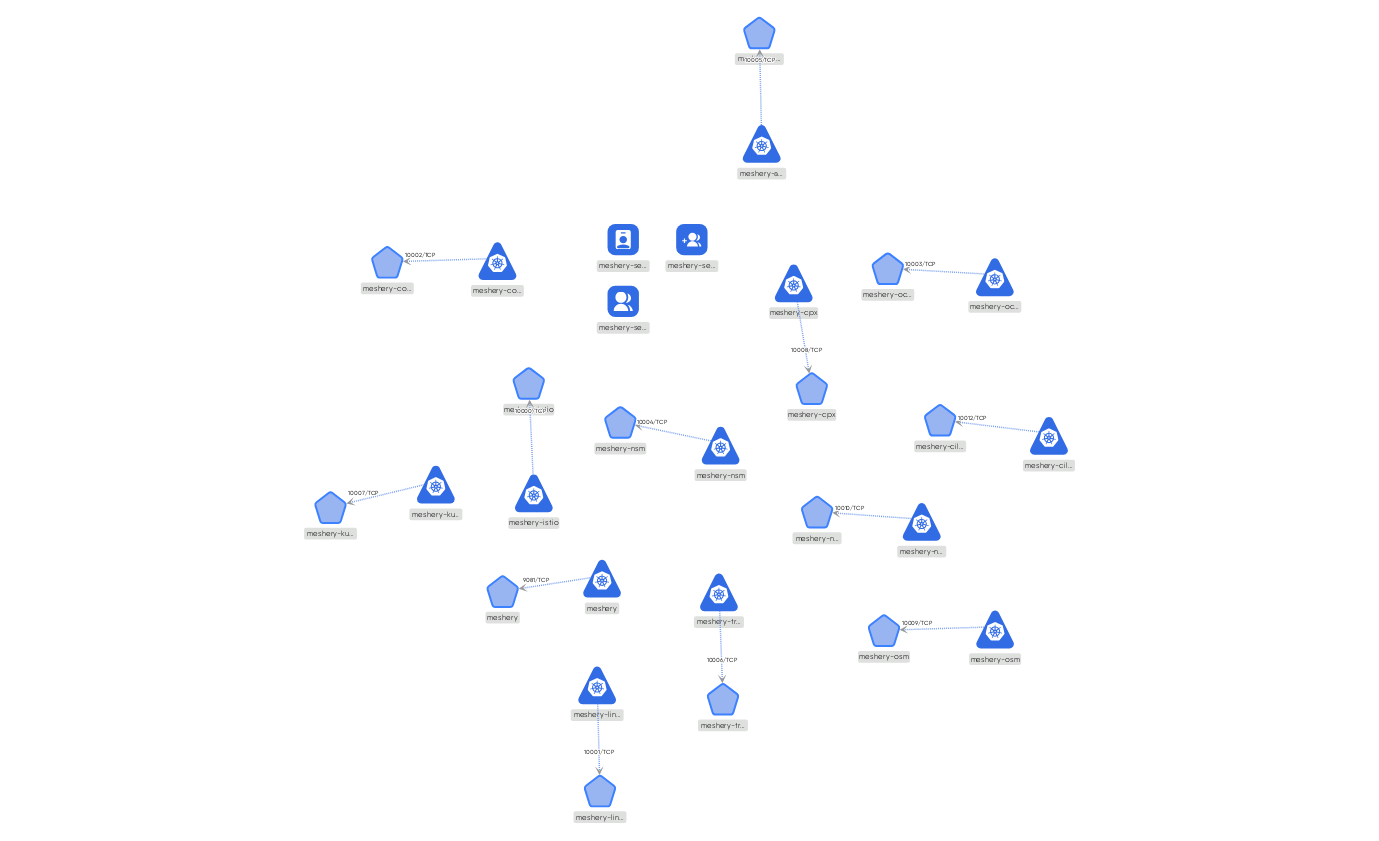 10005/TCP
meshery-a...
meshery-se...
meshery-se...
10002/TCP
meshery-co...
meshery-co...
meshery-se...
10003/TCP
meshery-oc...
meshery-oc...
meshery-cpx
10008/TCP
meshery-cpx
10000/TCP
meshery-istio
10004/TCP
meshery-nsm
meshery-nsm
10012/TCP
meshery-cil...
meshery-cil...
10007/TCP
meshery-ku...
meshery-ku...
10010/TCP
meshery-n...
meshery-n...
9081/TCP
meshery
meshery
meshery-tr...
10006/TCP
meshery-tr...
10009/TCP
meshery-osm
meshery-osm
meshery-lin...
10001/TCP
meshery-lin...